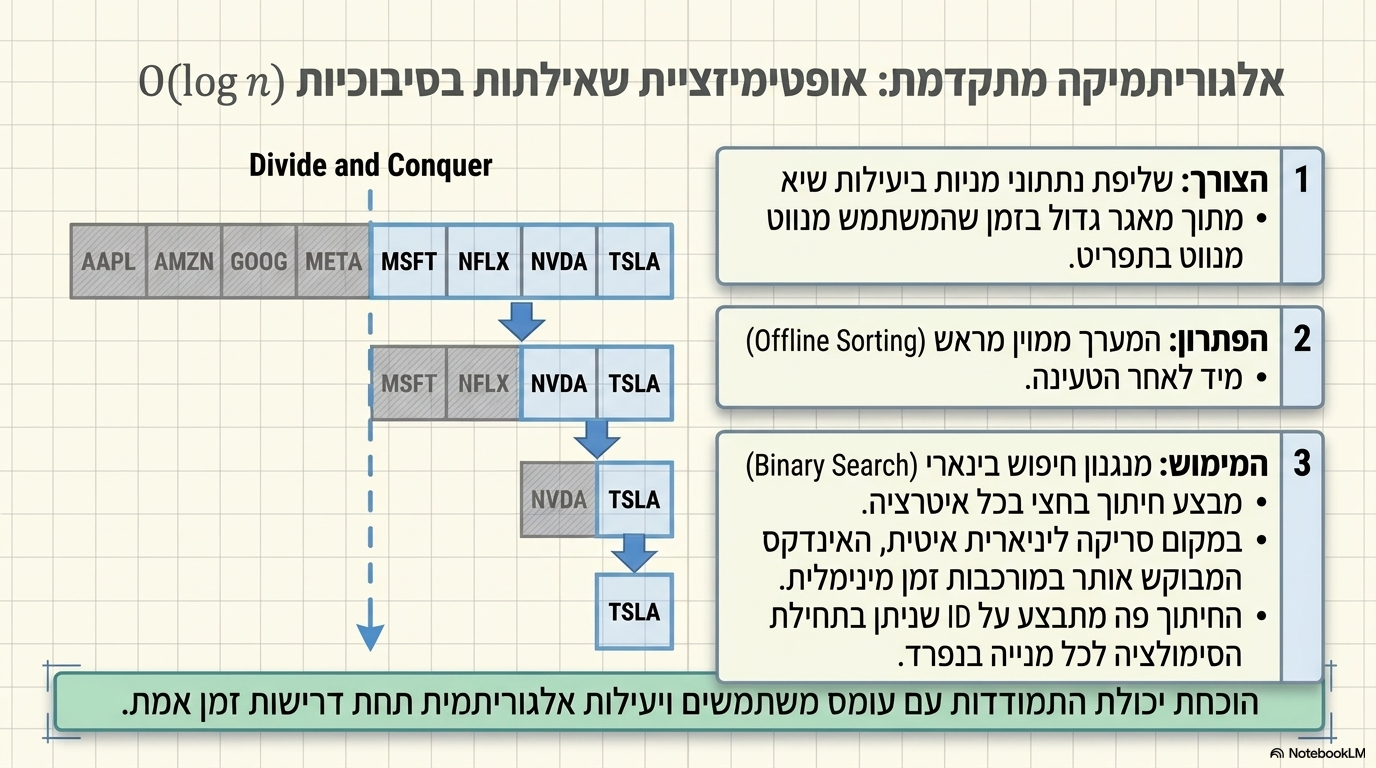 אלגוריתמיקה מתקדמת: אופטימיזציית שאילתות בסיבוכיות O(log n)
1
הצורך: שליפת נתתוני מניות ביעילות שיא
• מתוך מאגר גדול בזמן שהמשתמש מנווט
מנווט בתפריט.
2
הפתרון: המערך ממוין מראש (Offline Sorting)
• מיד לאחר הטעינה.
3
המימוש: מנגנון חיפוש בינארי (Binary Search)
• מבצע חיתוך בחצי בכל איטרציה.
• במקום סריקה ליניארית איטית, האינדקס
המבוקש אותר במורכבות זמן מינימלית.
• החיתוך פה מתבצע על ID שניתן בתחילת
הסימולציה לכל מנייה בנפרד.
Divide and Conquer
AAPL AMZN GOOG META MSFT NFLX NVDA TSLA
MSFT NFLX NVDA TSLA
NVDA TSLA
TSLA
הוכחת יכולת התמודדות עם עומס משתמשים ויעילות אלגוריתמית תחת דרישות זמן אמת.
NotebookLM